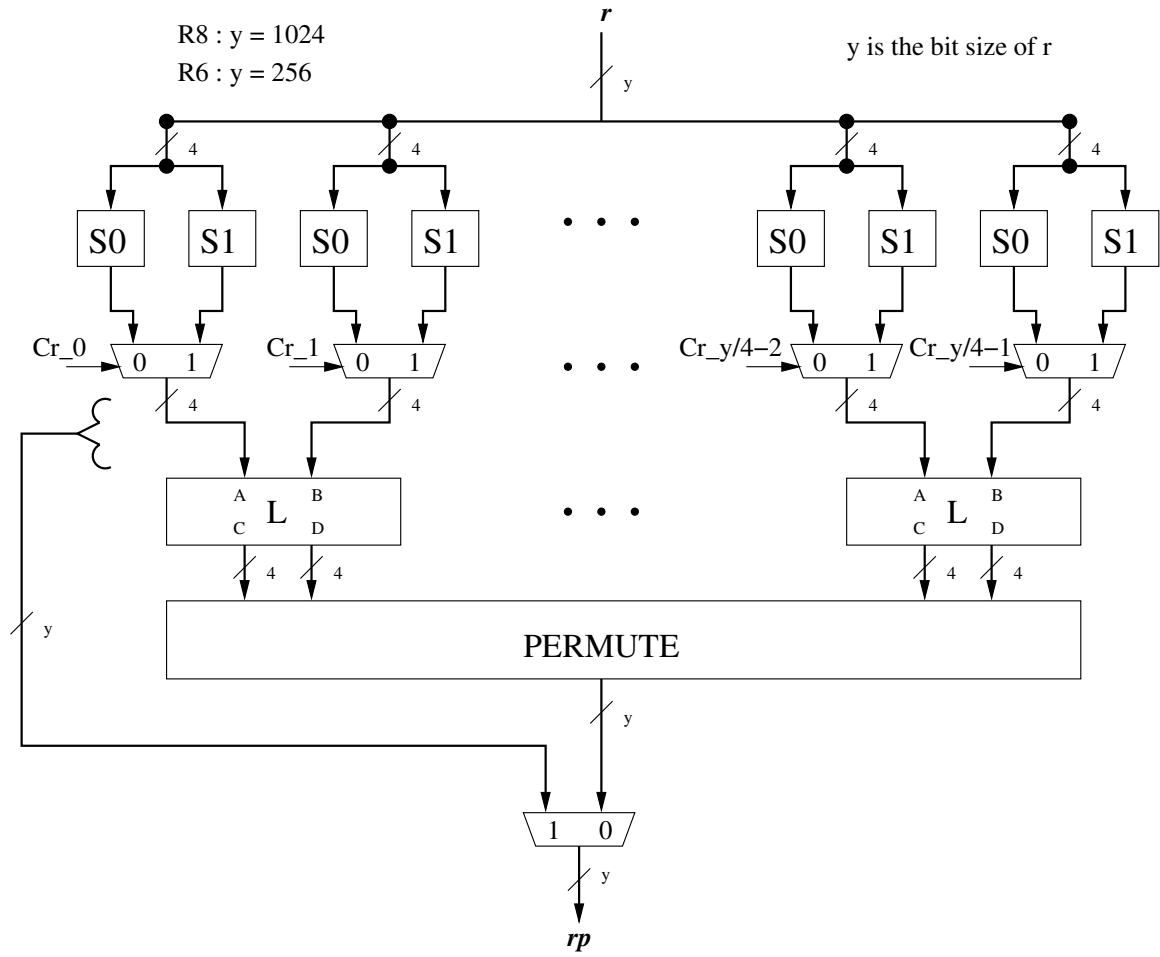 r
R8 : y = 1024
R6 : y = 256
y is the bit size of r
y
4 4 4 4
S0 S1 S0 S1 S0 S1 S0 S1
Cr_0 Cr_1 Cr_y/4−2 Cr_y/4−1
0 1 0 1 0 1 0 1
4 4 4 4
A B A B
L L
C D C D
4 4 4 4
y
PERMUTE
y
1 0
y
rp